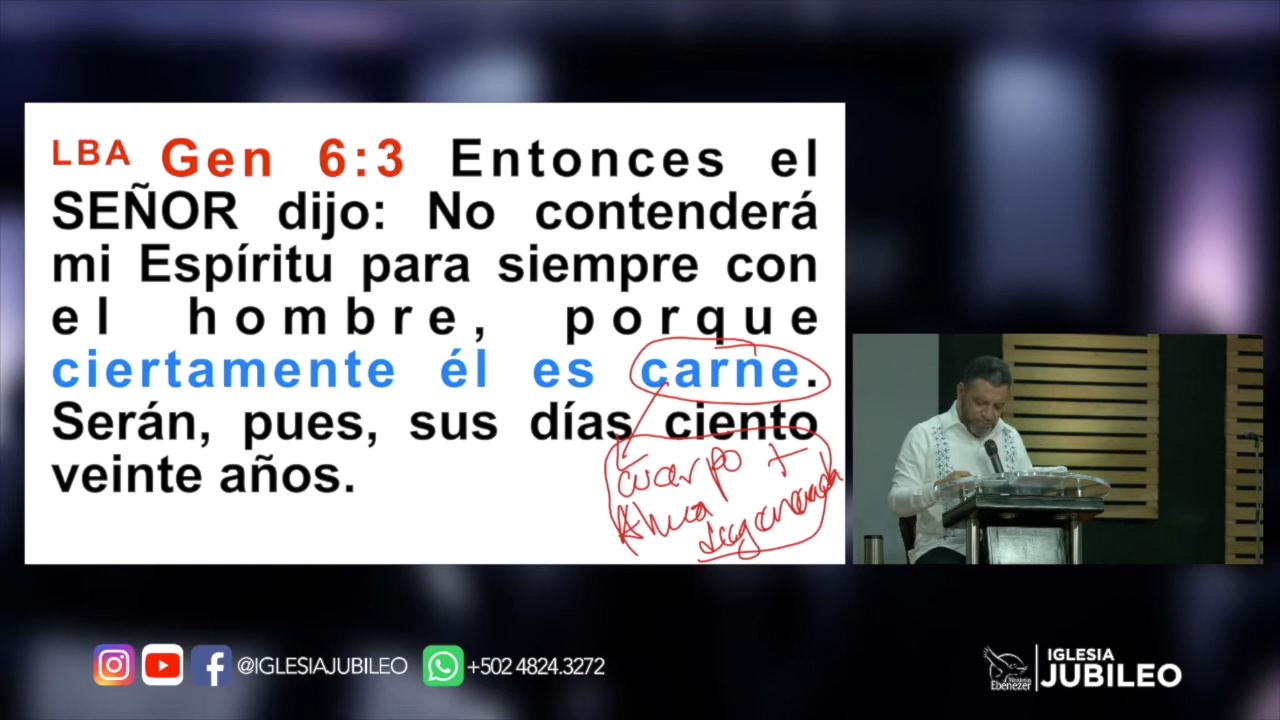 LBA Gen 6:3 Entonces el
SEÑOR dijo: No contenderá
mi Espíritu para siempre con
el hombre, porque
ciertamente él es carne.
Serán, pues, sus días ciento
veinte años.
cuerpo +
Alma
degenerada
@IGLESIAJUBILEO
+502 4824.3272
Ministerios
Ebenezer
IGLESIA
JUBILEO